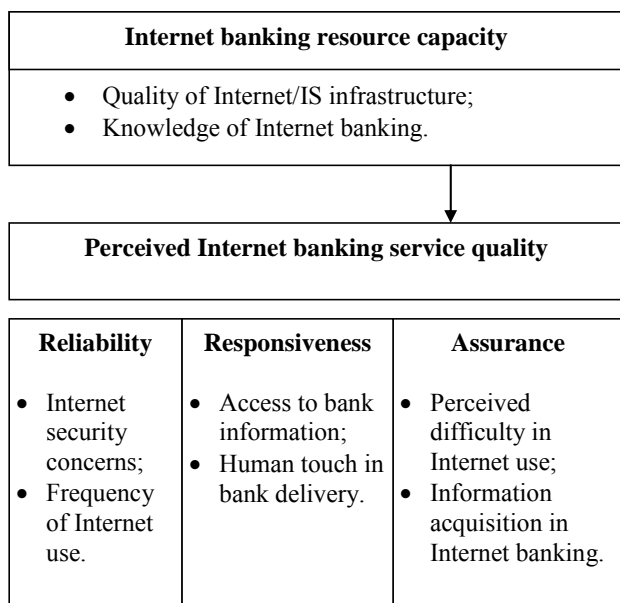 Internet banking resource capacity
• Quality of Internet/IS infrastructure;
• Knowledge of Internet banking.
Perceived Internet banking service quality
Reliability
• Internet
security
concerns;
• Frequency
of Internet
use.
Responsiveness
• Access to bank
information;
• Human touch in
bank delivery.
Assurance
• Perceived
difficulty in
Internet use;
• Information
acquisition in
Internet banking.